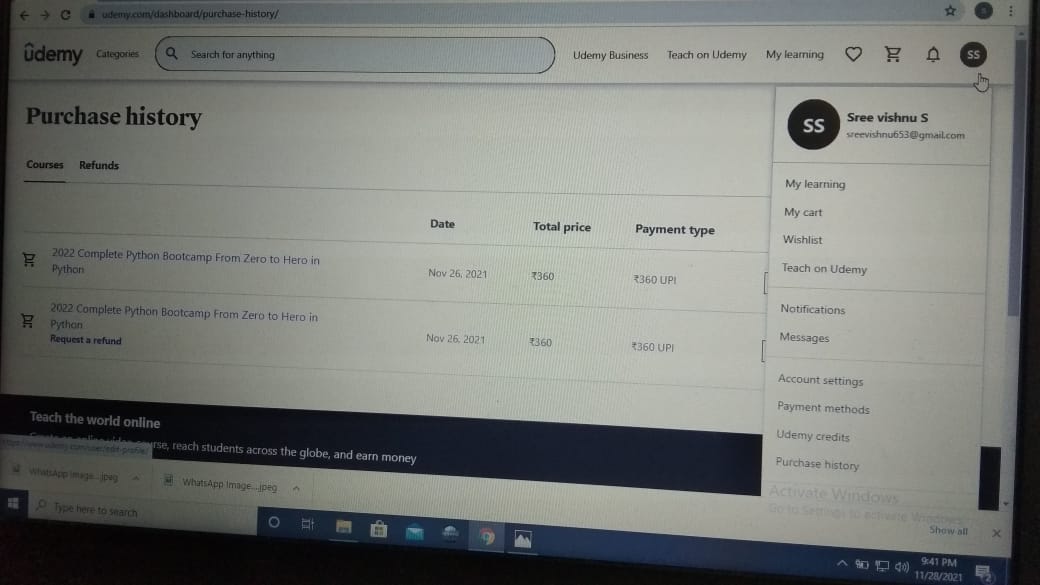 udemy.com/dashboard/purchase-history/
ûdemy Categories Search for anything Udemy Business Teach on Udemy My learning SS
Purchase history
Courses Refunds
Date Total price Payment type
2022 Complete Python Bootcamp From Zero to Hero in
Python
Nov 26, 2021 ₹360 ₹360 UPI
2022 Complete Python Bootcamp From Zero to Hero in
Python
Request a refund
Nov 26, 2021 ₹360 ₹360 UPI
SS Sree vishnu S
sreevishnu653@gmail.com
My learning
My cart
Wishlist
Teach on Udemy
Notifications
Messages
Account settings
Payment methods
Udemy credits
Purchase history
Teach the world online
rse, reach students across the globe, and earn money
https://www.udemy.com/user/edit-profile/
Activate Windows
Go to Settings to activate Windows.
WhatsApp Image....jpeg WhatsApp Image....jpeg Show all
Type here to search
9:41 PM
11/28/2021
2